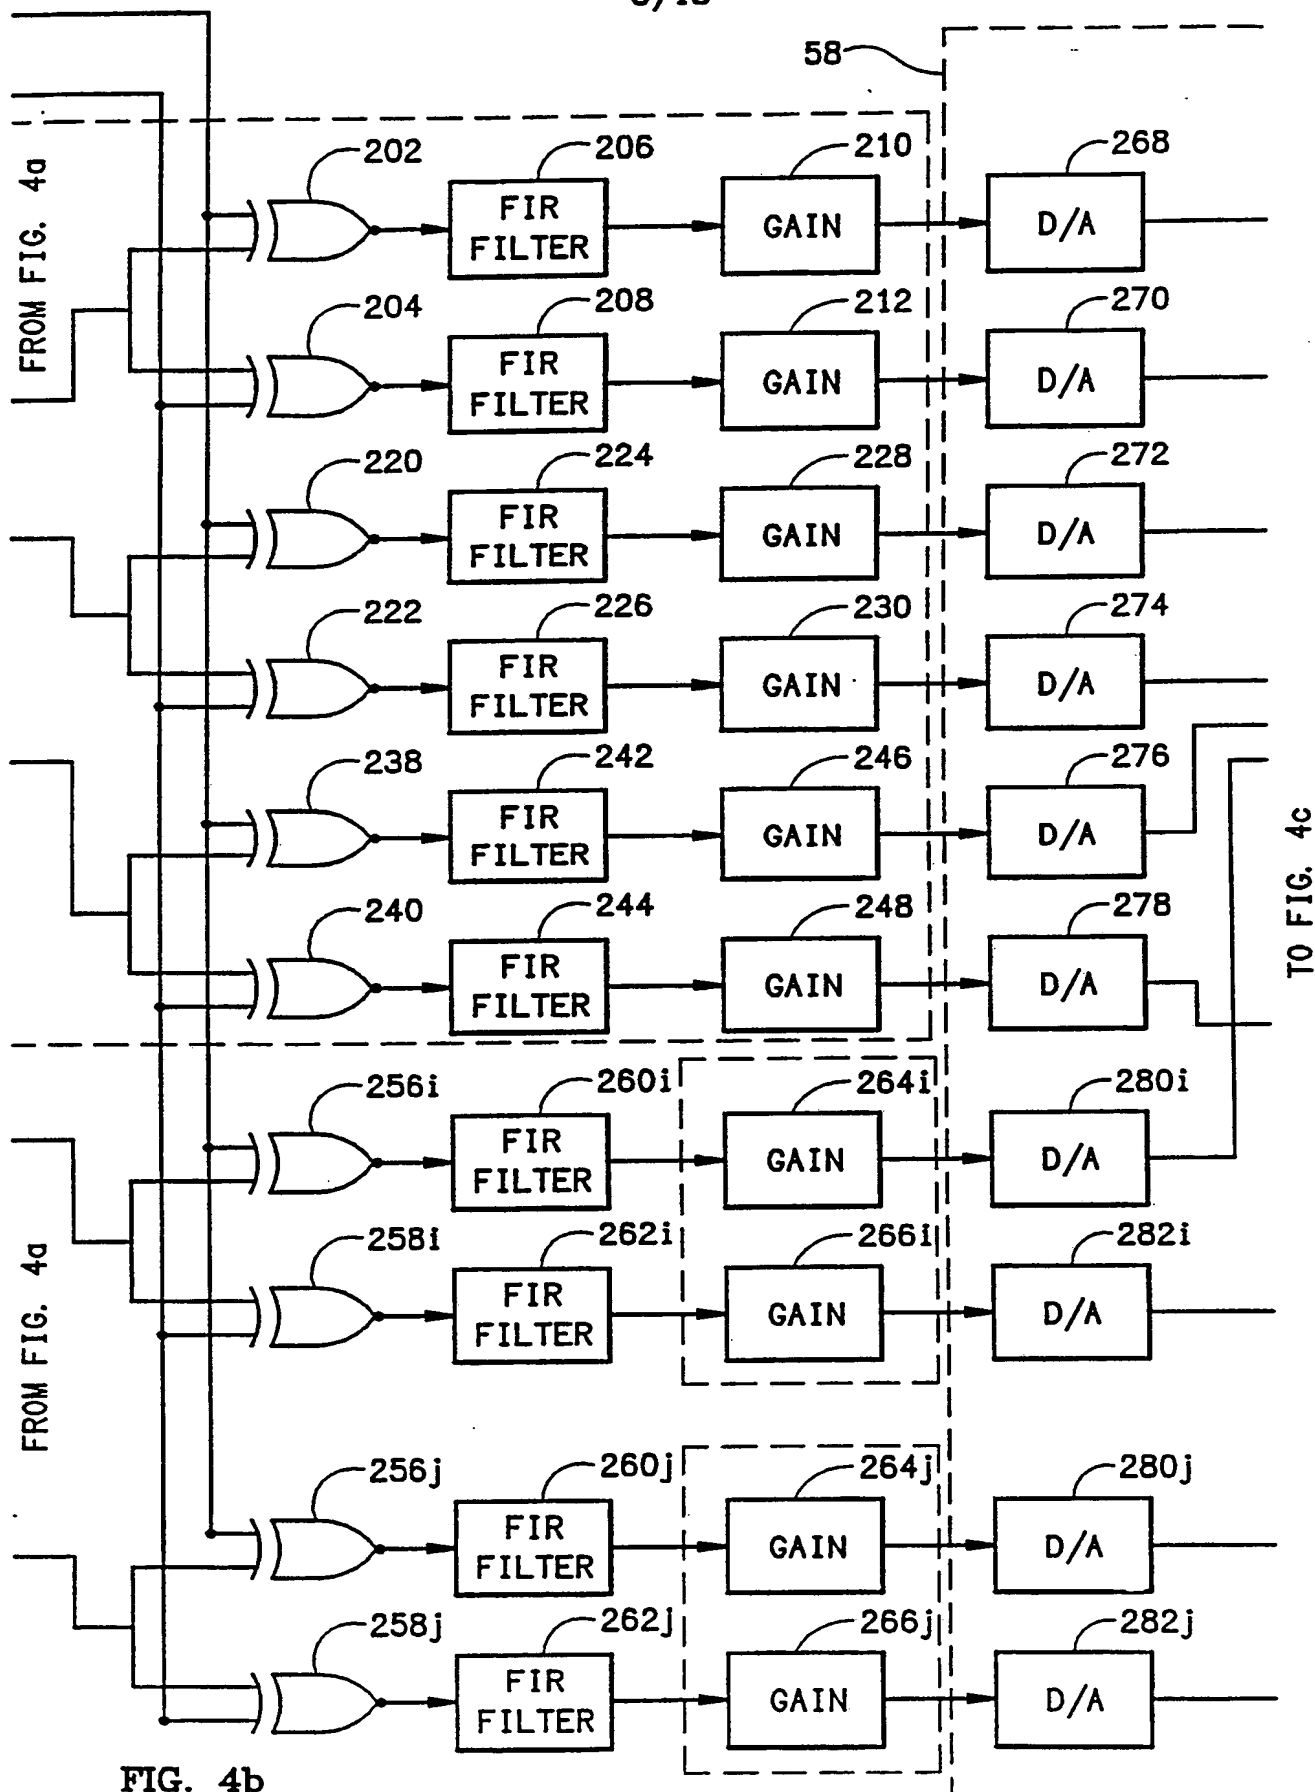 58
FROM FIG. 4a
202 206 210 268
FIR FILTER GAIN D/A
204 208 212 270
FIR FILTER GAIN D/A
220 224 228 272
FIR FILTER GAIN D/A
222 226 230 274
FIR FILTER GAIN D/A
238 242 246 276
FIR FILTER GAIN D/A
240 244 248 278
FIR FILTER GAIN D/A
TO FIG. 4c
FROM FIG. 4a
256i 260i 264i 280i
FIR FILTER GAIN D/A
258i 262i 266i 282i
FIR FILTER GAIN D/A
256j 260j 264j 280j
FIR FILTER GAIN D/A
258j 262j 266j 282j
FIR FILTER GAIN D/A
FIG. 4b